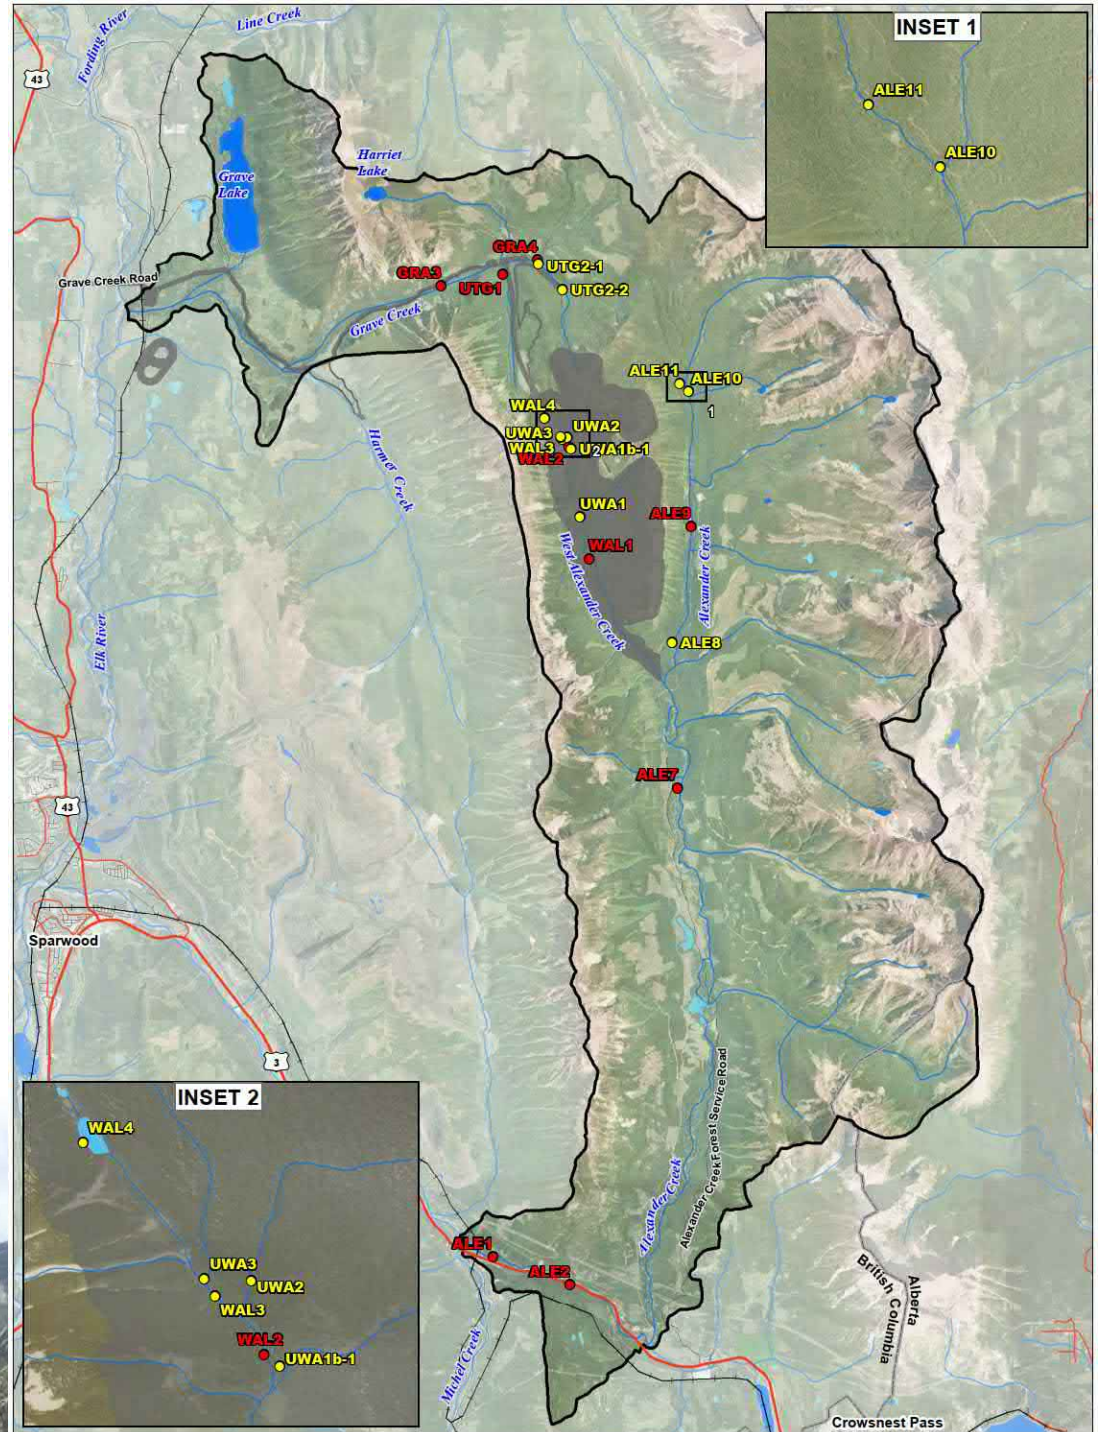 Line Creek
Fording River
43
INSET 1
ALE11
ALE10
Harriet
Lake
Grave
Lake
GRA4
UTG2-1
GRA3
UTG1
UTG2-2
Grave Creek Road
Grave Creek
ALE11
ALE10
1
WAL4
UWA3
UWA2
WAL3
UWA1b-1
2
WAL2
Harmer Creek
UWA1
ALE9
WAL1
West Alexander Creek
Alexander Creek
Elk River
ALE8
ALE7
43
Sparwood
3
INSET 2
WAL4
UWA3
UWA2
WAL3
WAL2
UWA1b-1
Alexander Creek
Alexander Creek Forest Service Road
ALE1
ALE2
Michel Creek
British Columbia
Alberta
Crowsnest Pass